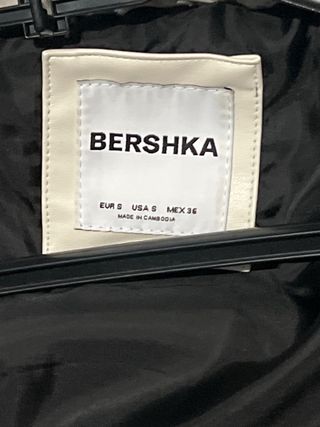 BERSHKA
EUR S USA S MEX 36
MADE IN CAMBODIA